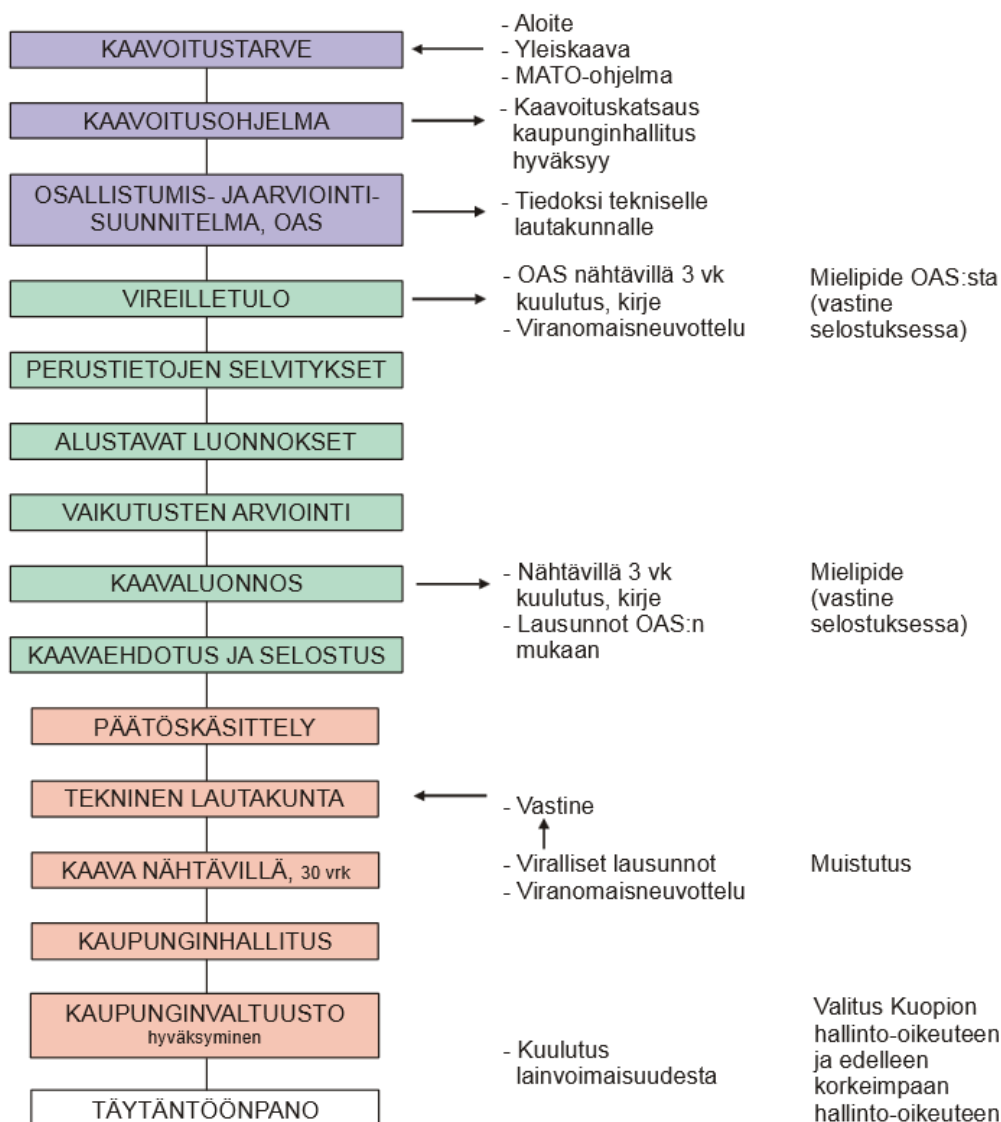 - Aloite
KAAVOITUSTARVE
- Yleiskaava
- MATO-ohjelma
KAAVOITUSOHJELMA
- Kaavoituskatsaus
kaupunginhallitus
hyväksyy
OSALLISTUMIS- JA ARVIOINTI-
SUUNNITELMA, OAS
- Tiedoksi tekniselle
lautakunnalle
VIREILLETULO
- OAS nähtävillä 3 vk
kuulutus, kirje
- Viranomaisneuvottelu
Mielipide OAS:sta
(vastine
selostuksessa)
PERUSTIETOJEN SELVITYKSET
ALUSTAVAT LUONNOKSET
VAIKUTUSTEN ARVIOINTI
KAAVALUONNOS
- Nähtävillä 3 vk
kuulutus, kirje
- Lausunnot OAS:n
mukaan
Mielipide
(vastine
selostuksessa)
KAAVAEHDOTUS JA SELOSTUS
PÄÄTÖSKÄSITTELY
TEKNINEN LAUTAKUNTA
- Vastine
KAAVA NÄHTÄVILLÄ, 30 vrk
- Viralliset lausunnot
- Viranomaisneuvottelu
Muistutus
KAUPUNGINHALLITUS
KAUPUNGINVALTUUSTO
hyväksyminen
- Kuulutus
lainvoimaisuudesta
Valitus Kuopion
hallinto-oikeuteen
ja edelleen
korkeimpaan
hallinto-oikeuteen
TÄYTÄNTÖÖNPANO